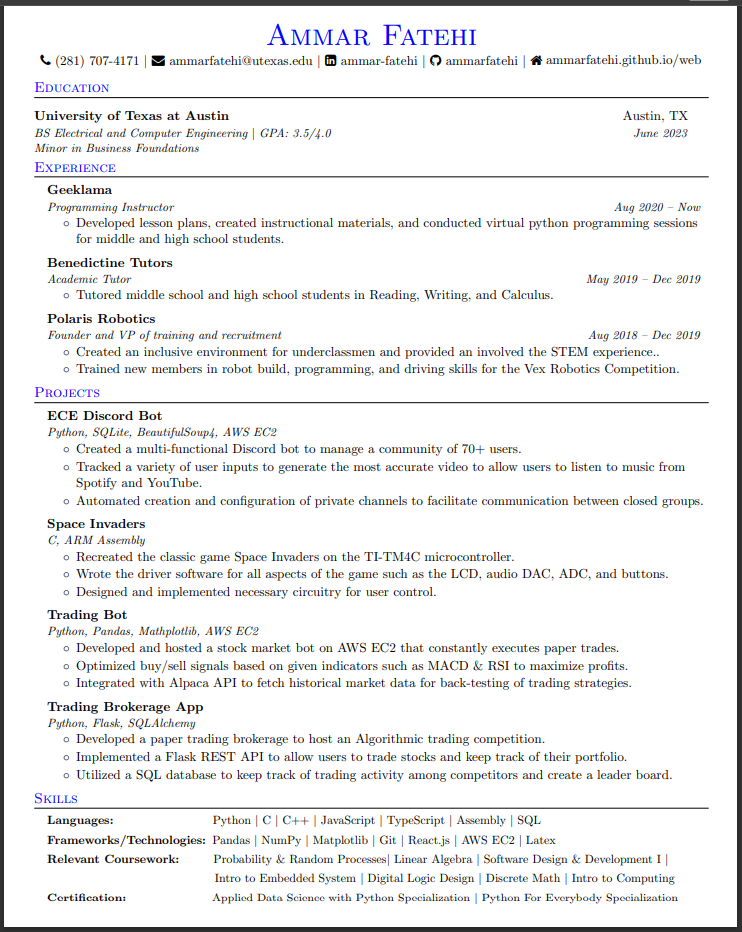 Ammar Fatehi
(281) 707-4171 | ammarfatehi@utexas.edu | ammar-fatehi | ammarfatehi | ammarfatehi.github.io/web
Education
University of Texas at Austin Austin, TX
BS Electrical and Computer Engineering | GPA: 3.5/4.0 June 2023
Minor in Business Foundations
Experience
Geeklama
Programming Instructor Aug 2020 – Now
○ Developed lesson plans, created instructional materials, and conducted virtual python programming sessions
for middle and high school students.
Benedictine Tutors
Academic Tutor May 2019 – Dec 2019
○ Tutored middle school and high school students in Reading, Writing, and Calculus.
Polaris Robotics
Founder and VP of training and recruitment Aug 2018 – Dec 2019
○ Created an inclusive environment for underclassmen and provided an involved the STEM experience..
○ Trained new members in robot build, programming, and driving skills for the Vex Robotics Competition.
Projects
ECE Discord Bot
Python, SQLite, BeautifulSoup4, AWS EC2
○ Created a multi-functional Discord bot to manage a community of 70+ users.
○ Tracked a variety of user inputs to generate the most accurate video to allow users to listen to music from
Spotify and YouTube.
○ Automated creation and configuration of private channels to facilitate communication between closed groups.
Space Invaders
C, ARM Assembly
○ Recreated the classic game Space Invaders on the TI-TM4C microcontroller.
○ Wrote the driver software for all aspects of the game such as the LCD, audio DAC, ADC, and buttons.
○ Designed and implemented necessary circuitry for user control.
Trading Bot
Python, Pandas, Mathplotlib, AWS EC2
○ Developed and hosted a stock market bot on AWS EC2 that constantly executes paper trades.
○ Optimized buy/sell signals based on given indicators such as MACD & RSI to maximize profits.
○ Integrated with Alpaca API to fetch historical market data for back-testing of trading strategies.
Trading Brokerage App
Python, Flask, SQLAlchemy
○ Developed a paper trading brokerage to host an Algorithmic trading competition.
○ Implemented a Flask REST API to allow users to trade stocks and keep track of their portfolio.
○ Utilized a SQL database to keep track of trading activity among competitors and create a leader board.
Skills
Languages: Python | C | C++ | JavaScript | TypeScript | Assembly | SQL
Frameworks/Technologies: Pandas | NumPy | Matplotlib | Git | React.js | AWS EC2 | Latex
Relevant Coursework: Probability & Random Processes| Linear Algebra | Software Design & Development I |
Intro to Embedded System | Digital Logic Design | Discrete Math | Intro to Computing
Certification: Applied Data Science with Python Specialization | Python For Everybody Specialization